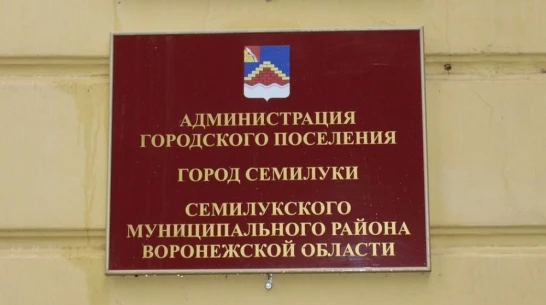 АДМИНИСТРАЦИЯ
ГОРОДСКОГО ПОСЕЛЕНИЯ
ГОРОД СЕМИЛУКИ
СЕМИЛУКСКОГО
МУНИЦИПАЛЬНОГО РАЙОНА
ВОРОНЕЖСКОЙ ОБЛАСТИ